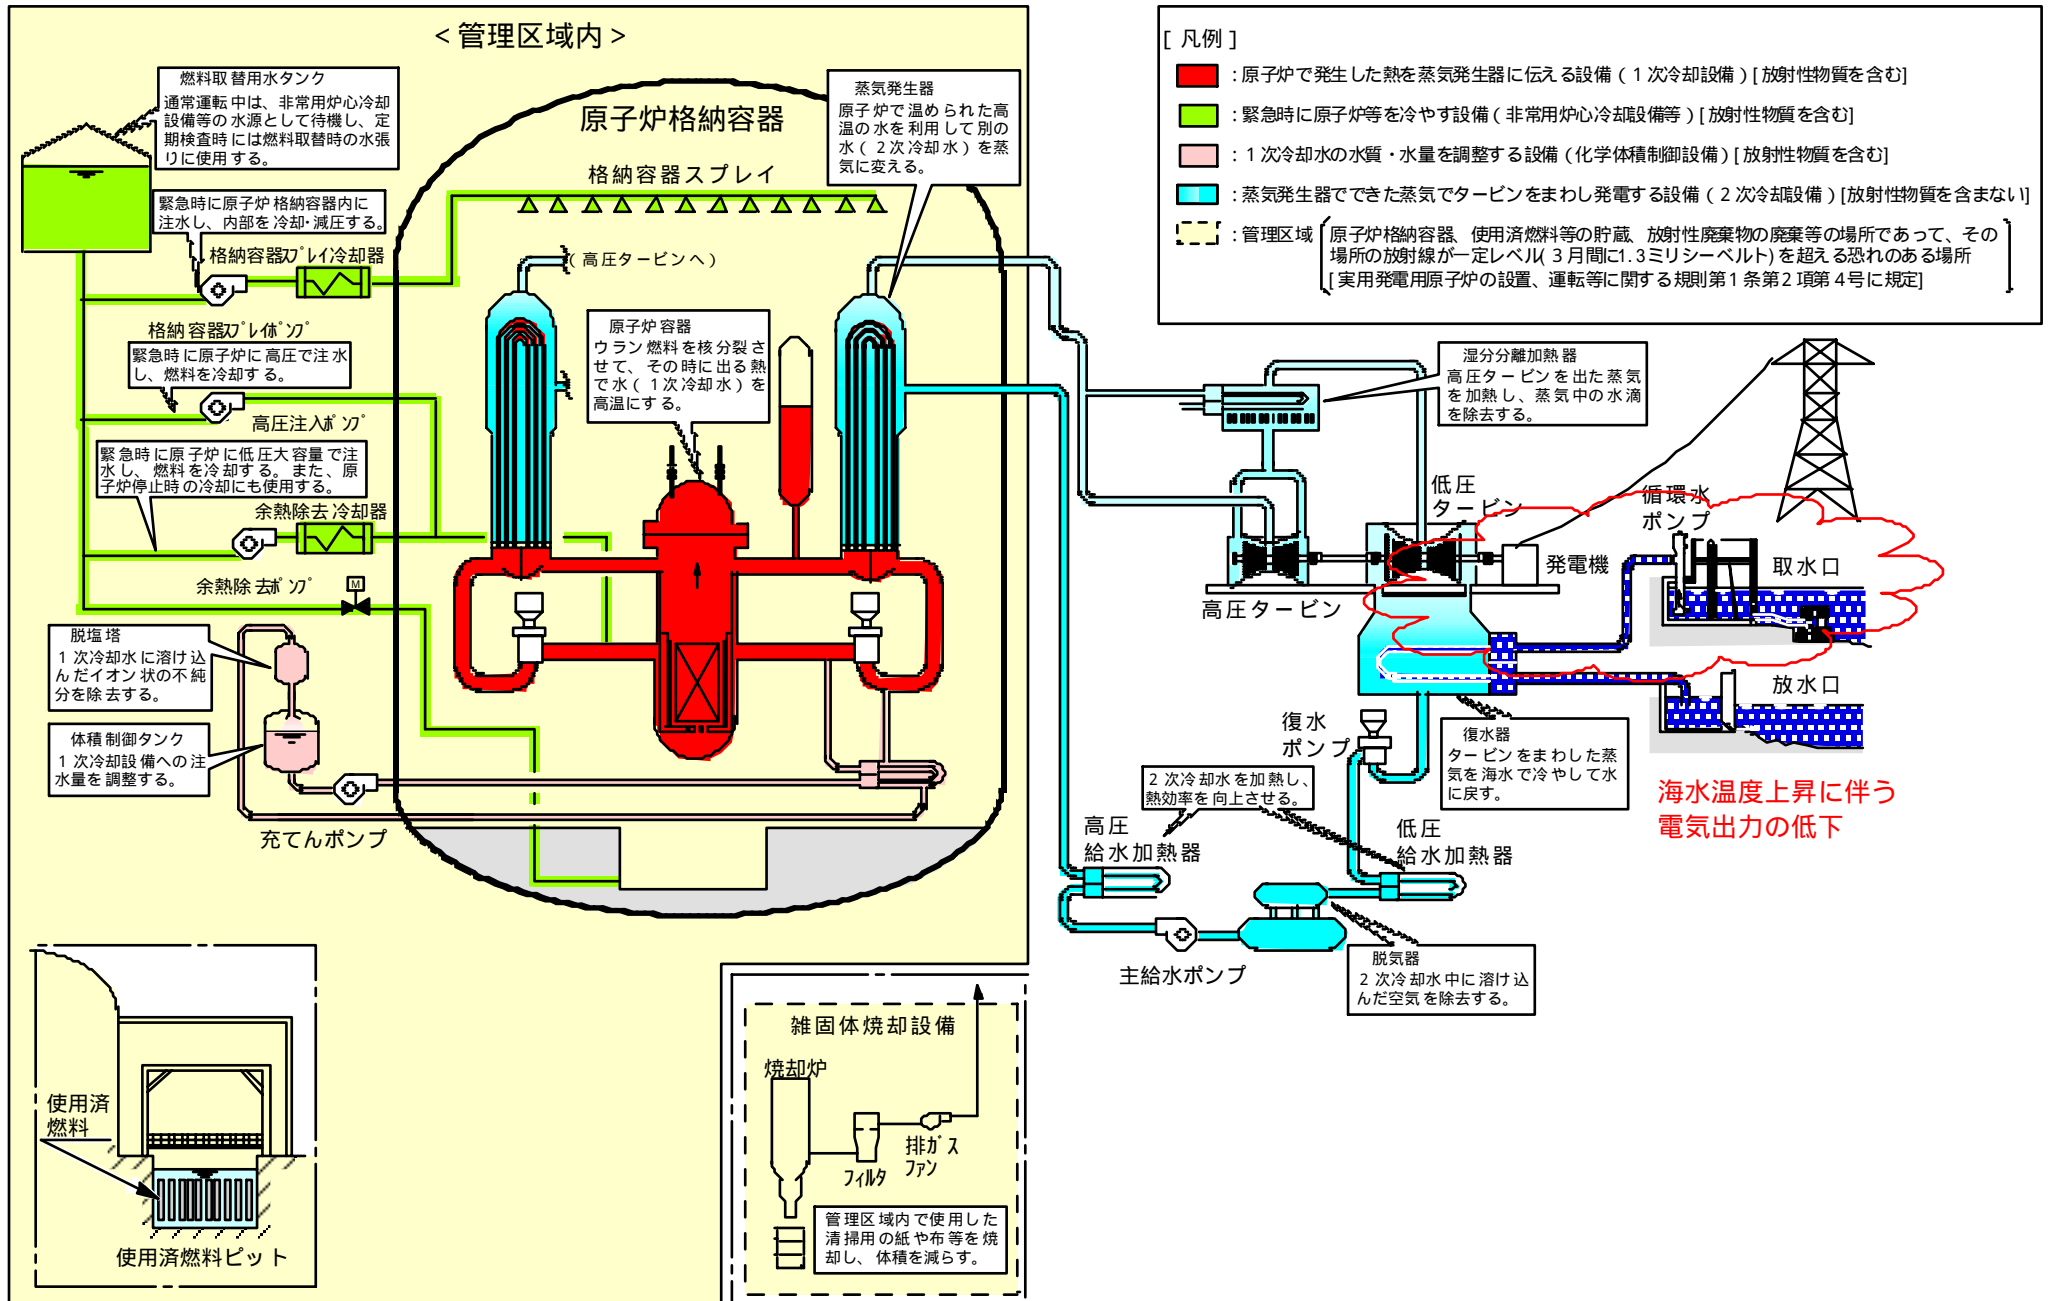 ＜管理区域内＞
燃料取替用水タンク
通常運転中は、非常用炉心冷却
設備等の水源として待機し、定
期検査時には燃料取替時の水張
りに使用する。
原子炉格納容器
蒸気発生器
原子炉で温められた高
温の水を利用して別の
水（２次冷却水）を蒸
気に変える。
格納容器スプレイ
緊急時に原子炉格納容器内に
注水し、内部を冷却・減圧する。
格納容器スプレイ冷却器
（高圧タービンへ）
格納容器スプレイポンプ
緊急時に原子炉に高圧で注水
し、燃料を冷却する。
原子炉容器
ウラン燃料を核分裂さ
せて、その時に出る熱
で水（１次冷却水）を
高温にする。
高圧注入ポンプ
緊急時に原子炉に低圧大容量で注
水し、燃料を冷却する。また、原
子炉停止時の冷却にも使用する。
余熱除去冷却器
余熱除去ポンプ
M
脱塩塔
１次冷却水に溶け込
んだイオン状の不純
分を除去する。
体積制御タンク
１次冷却設備への注
水量を調整する。
充てんポンプ
[ 凡例 ]
：原子炉で発生した熱を蒸気発生器に伝える設備（１次冷却設備）[放射性物質を含む]
：緊急時に原子炉等を冷やす設備（非常用炉心冷却設備等）[放射性物質を含む]
：１次冷却水の水質・水量を調整する設備（化学体積制御設備）[放射性物質を含む]
：蒸気発生器でできた蒸気でタービンをまわし発電する設備（２次冷却設備）[放射性物質を含まない]
：管理区域
原子炉格納容器、使用済燃料等の貯蔵、放射性廃棄物の廃棄等の場所であって、その
場所の放射線が一定レベル(３月間に1.3ミリシーベルト)を超える恐れのある場所
[実用発電用原子炉の設置、運転等に関する規則第１条第２項第４号に規定]
湿分分離加熱器
高圧タービンを出た蒸気
を加熱し、蒸気中の水滴
を除去する。
低圧
タービン
循環水
ポンプ
発電機
取水口
高圧タービン
放水口
復水
ポンプ
復水器
タービンをまわした蒸
気を海水で冷やして水
に戻す。
海水温度上昇に伴う
電気出力の低下
２次冷却水を加熱し、
熱効率を向上させる。
高圧
給水加熱器
低圧
給水加熱器
主給水ポンプ
脱気器
２次冷却水中に溶け込
んだ空気を除去する。
使用済
燃料
使用済燃料ピット
雑固体焼却設備
焼却炉
フィルタ
排ガス
ファン
管理区域内で使用した
清掃用の紙や布等を焼
却し、体積を減らす。